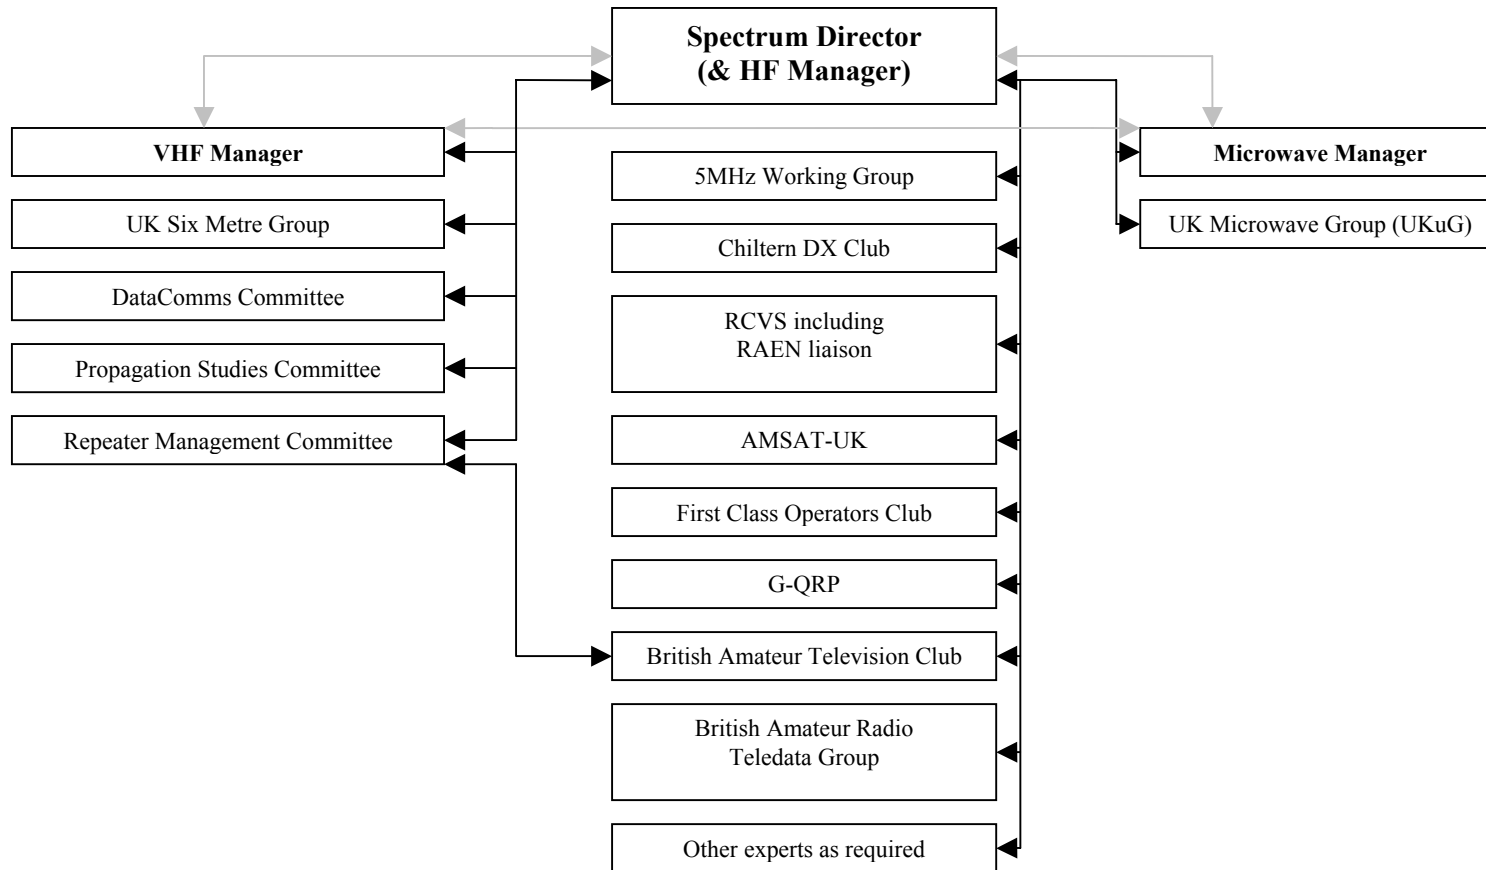 Spectrum Director
(& HF Manager)
VHF Manager
Microwave Manager
5MHz Working Group
UK Six Metre Group
Chiltern DX Club
UK Microwave Group (UKuG)
DataComms Committee
RCVS including
RAEN liaison
Propagation Studies Committee
Repeater Management Committee
AMSAT-UK
First Class Operators Club
G-QRP
British Amateur Television Club
British Amateur Radio
Teledata Group
Other experts as required